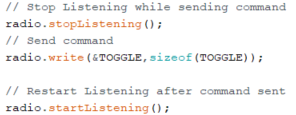 // Stop Listening while sending command
radio.stopListening();
// Send command
radio.write(&TOGGLE,sizeof(TOGGLE));
// Restart Listening after command sent
radio.startListening();